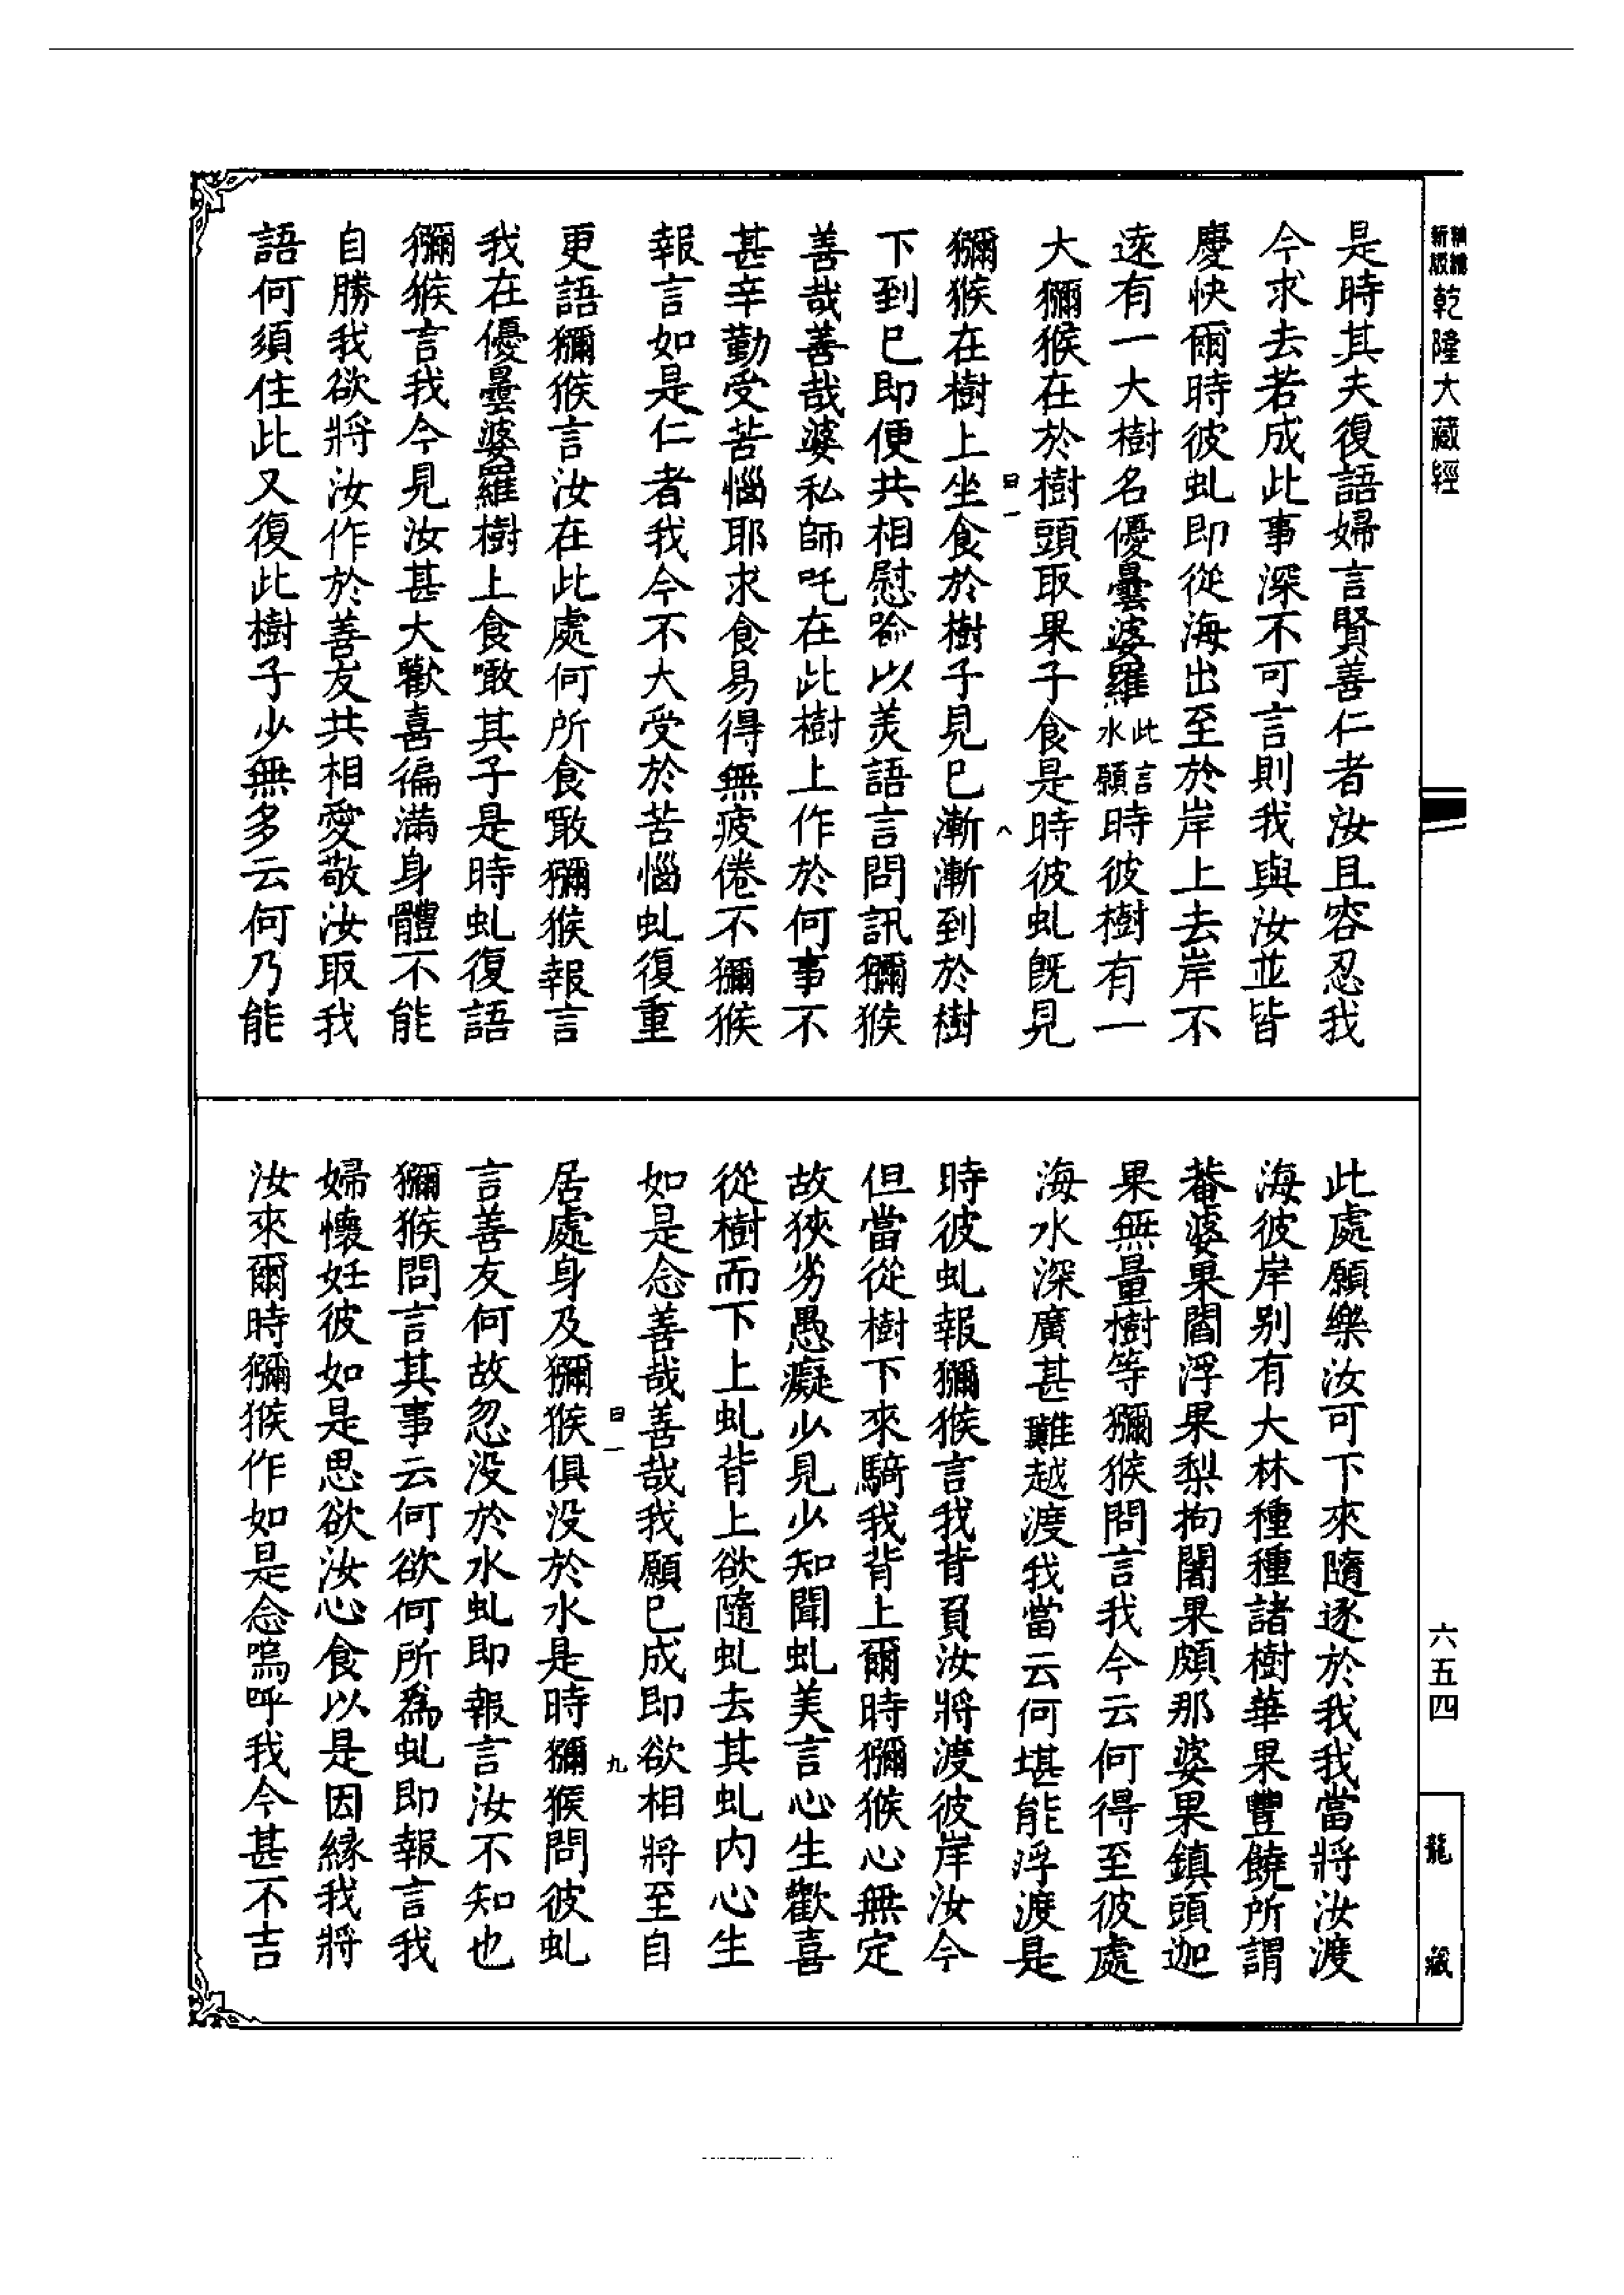 精繕
新版
乾隆大藏經
是時其夫復語婦言賢善仁者汝且容忍我
今求去若成此事深不可言則我與汝並皆
慶快爾時彼虬即從海出至於岸上去岸不
遠有一大樹名優曇婆羅此言水願時彼樹有一
大獼猴在於樹頭取果子食是時彼虬既見
曰一 八
獼猴在樹上坐食於樹子見已漸漸到於樹
下到已即便共相慰喻以美語言問訊獼猴
善哉善哉婆私師吒在此樹上作於何事不
甚辛勤受苦惱耶求食易得無疲倦不獼猴
報言如是仁者我今不大受於苦惱虬復重
更語獼猴言汝在此處何所食噉獼猴報言
我在優曇婆羅樹上食噉其子是時虬復語
獼猴言我今見汝甚大歡喜徧滿身體不能
自勝我欲將汝作於善友共相愛敬汝取我
語何須住此又復此樹子少無多云何乃能
此處願樂汝可下來隨逐於我我當將汝渡
海彼岸別有大林種種諸樹華果豐饒所謂
菴婆果閻浮果梨拘闍果頗那婆果鎮頭迦
果無量樹等獼猴問言我今云何得至彼處
海水深廣甚難越渡我當云何堪能浮渡是
時彼虬報獼猴言我背負汝將渡彼岸汝今
但當從樹下來騎我背上爾時獼猴心無定
故狹劣愚癡少見少知聞虬美言心生歡喜
從樹而下上虬背上欲隨虬去其虬內心生
如是念善哉善哉我願已成即欲相將至自
曰一 九
居處身及獼猴俱没於水是時獼猴問彼虬
言善友何故忽没於水虬即報言汝不知也
獼猴問言其事云何欲何所為虬即報言我
婦懷妊彼如是思欲汝心食以是因縁我將
汝來爾時獼猴作如是念嗚呼我今甚不吉
六五四
龍藏